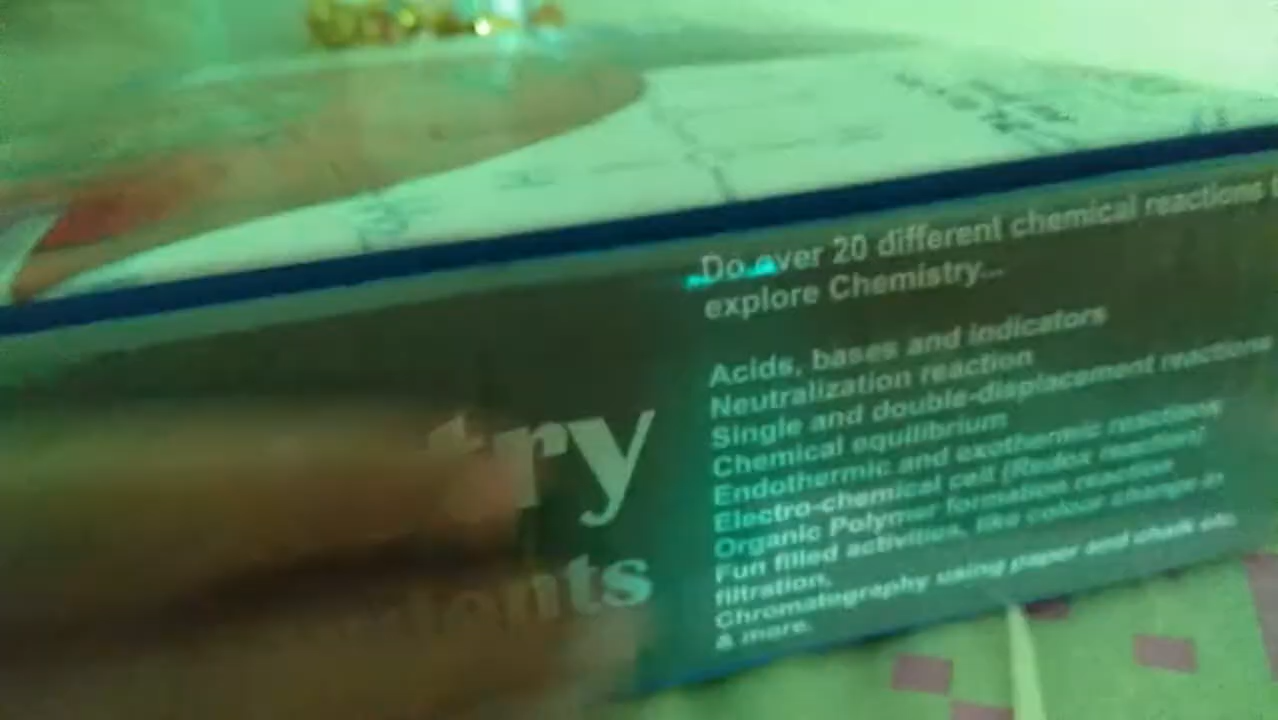 Do over 20 different chemical reactions
explore Chemistry...
Acids, bases and indicators
Neutralization reaction
Single and double-displacement reactions
Chemical equilibrium
Endothermic and exothermic reactions
Electro-chemical cell (Redox reaction)
Organic Polymer formation reaction
Fun filled activities, like colour change in
filtration.
Chromatography using paper and chalk etc.
& more.
try
nts